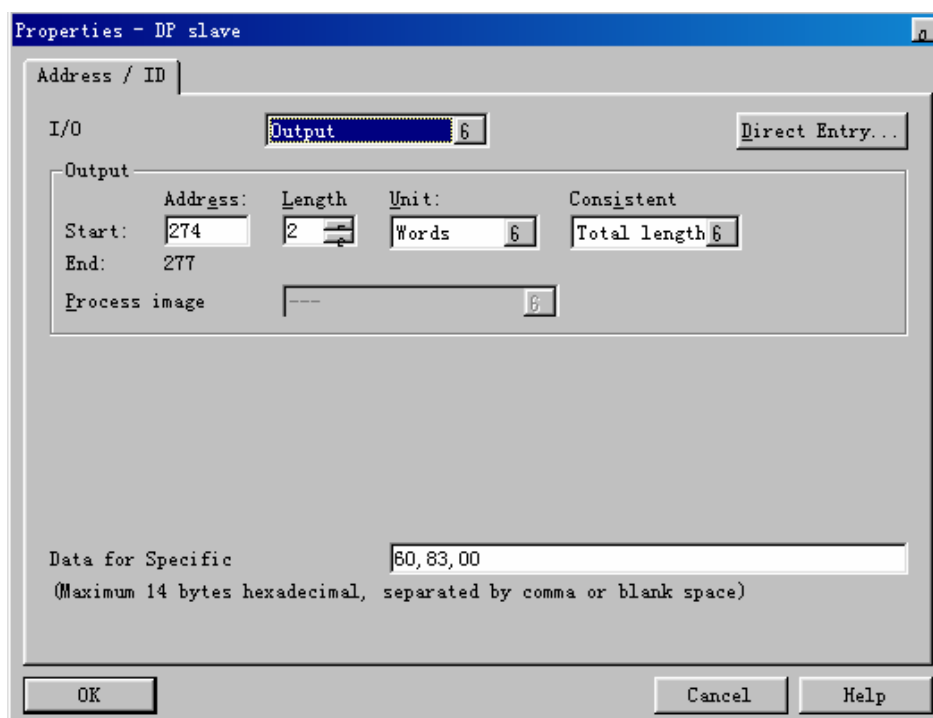 Properties - DP slave
Address / ID
I/O Output Direct Entry...
Output
Address: Length Unit: Consistent
Start: 274 2 Words Total length
End: 277
Process image ---
Data for Specific 60,83,00
(Maximum 14 bytes hexadecimal, separated by comma or blank space)
OK Cancel Help